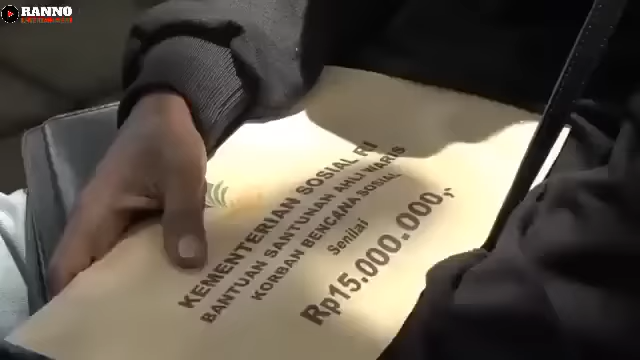 RANNO
KEMENTERIAN SOSIAL RI
BANTUAN SANTUNAN AHLI WARIS
KORBAN BENCANA SOSIAL
Senilai
Rp15.000.000,-